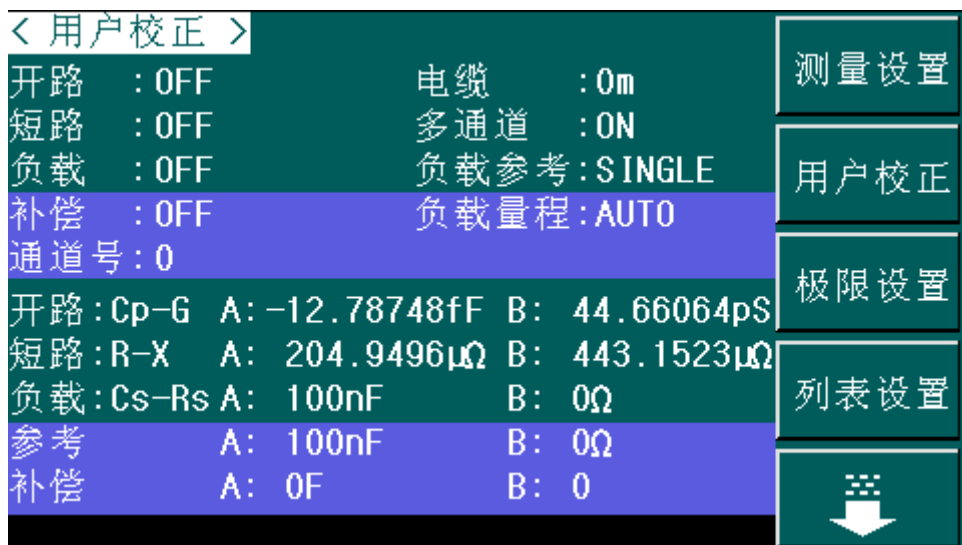 < 用户校正 >
开路 :OFF 电缆 :0m
短路 :OFF 多通道 :ON
负载 :OFF 负载参考:SINGLE
补偿 :OFF 负载量程:AUTO
通道号:0
开路:Cp-G A:-12.78748fF B: 44.66064pS
短路:R-X A: 204.9496μΩ B: 443.1523μΩ
负载:Cs-Rs A: 100nF B: 0Ω
参考 A: 100nF B: 0Ω
补偿 A: 0F B: 0
测量设置
用户校正
极限设置
列表设置